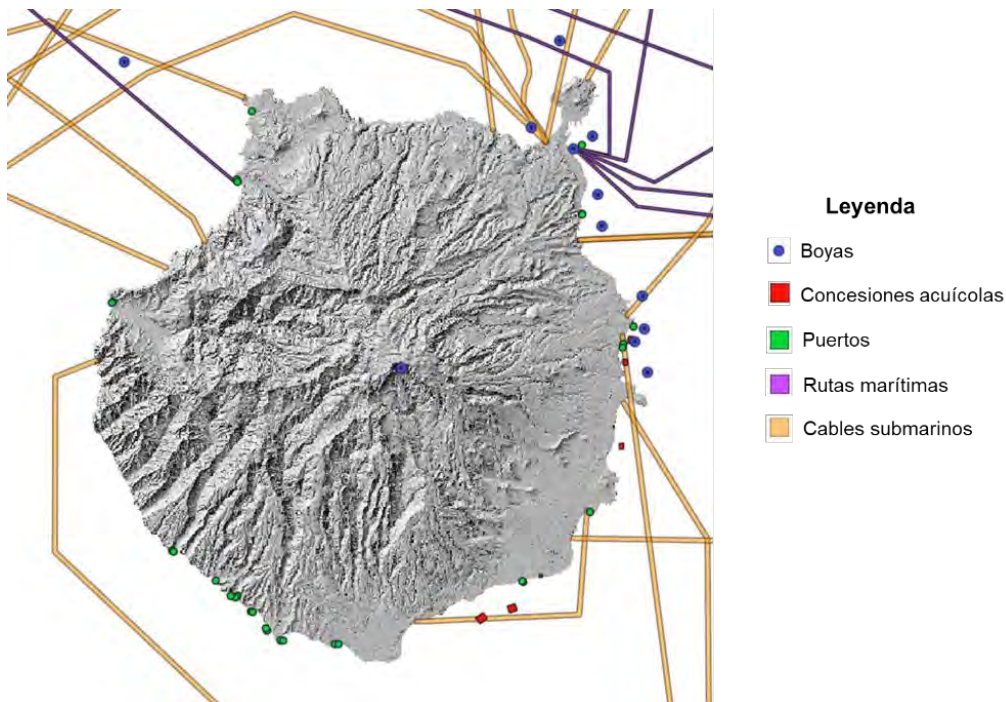 Leyenda
Boyas
Concesiones acuícolas
Puertos
Rutas marítimas
Cables submarinos